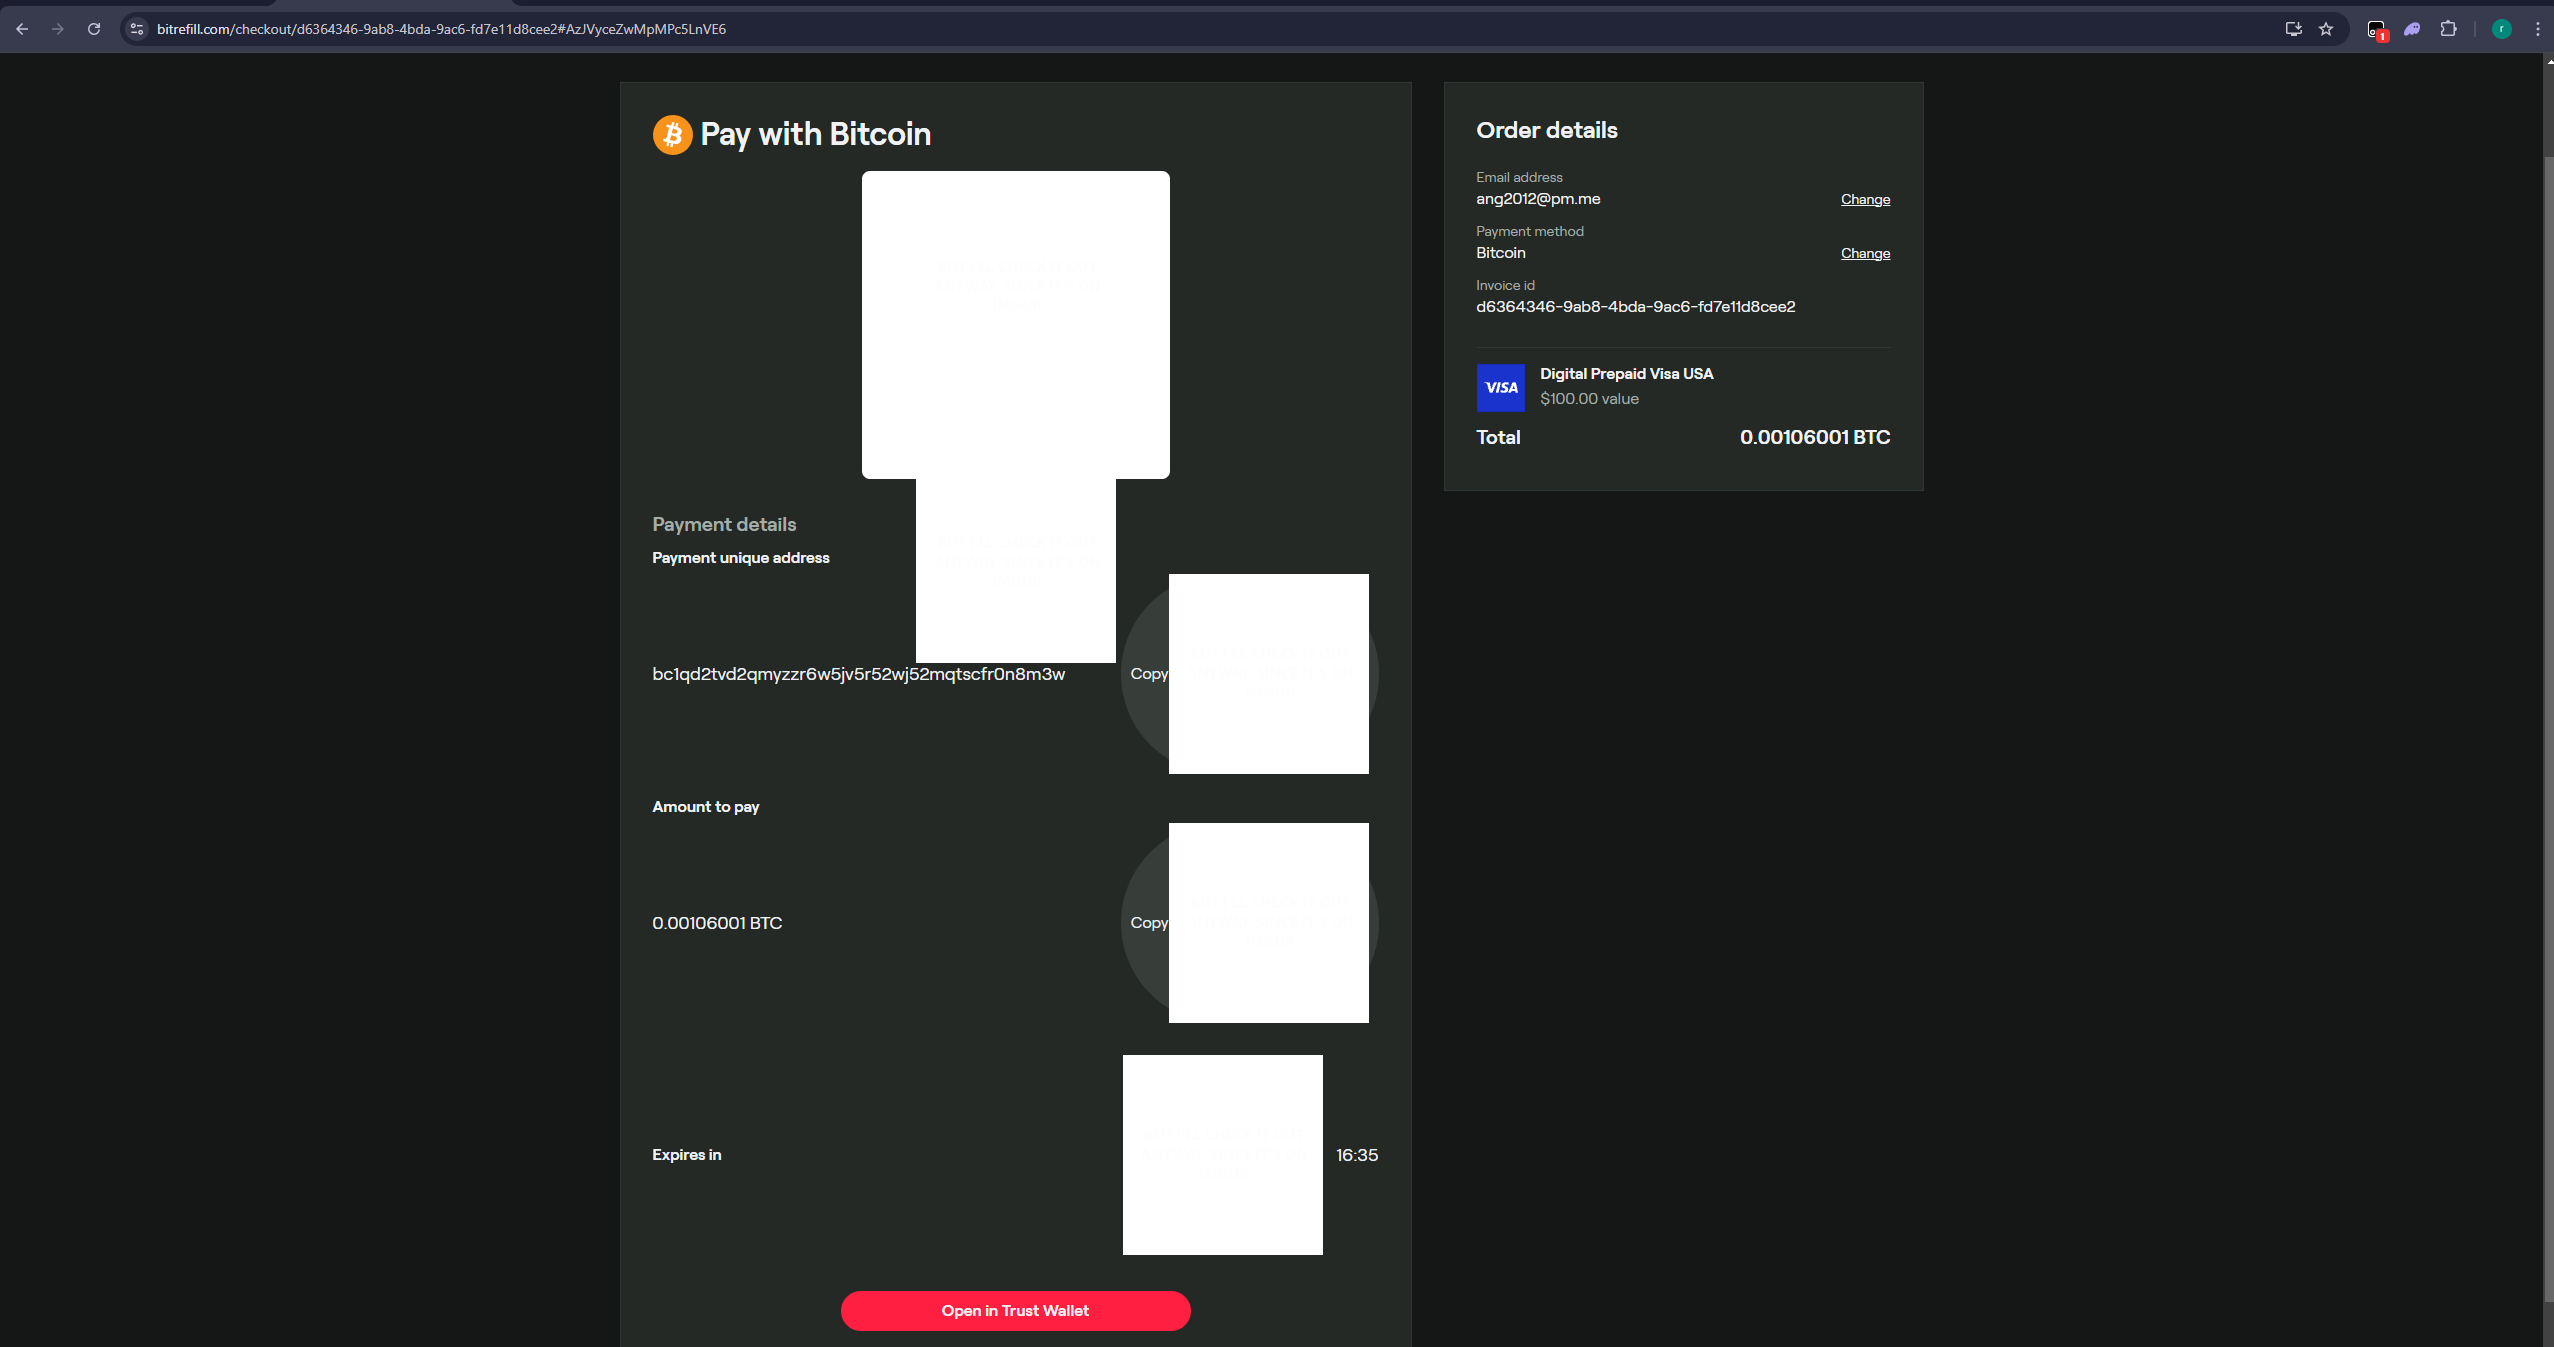 bitrefill.com/checkout/d6364346-9ab8-4bda-9ac6-fd7e11d8cee2#AzJVyceZwMpMPc5LnVE6
1
r
Pay with Bitcoin
Payment details
Payment unique address
bc1qd2tvd2qmyzzr6w5jv5r52wj52mqtscfr0n8m3w
Copy
Amount to pay
0.00106001 BTC
Copy
Expires in
16:35
Open in Trust Wallet
Order details
Email address
ang2012@pm.me
Change
Payment method
Bitcoin
Change
Invoice id
d6364346-9ab8-4bda-9ac6-fd7e11d8cee2
VISA
Digital Prepaid Visa USA
$100.00 value
Total
0.00106001 BTC